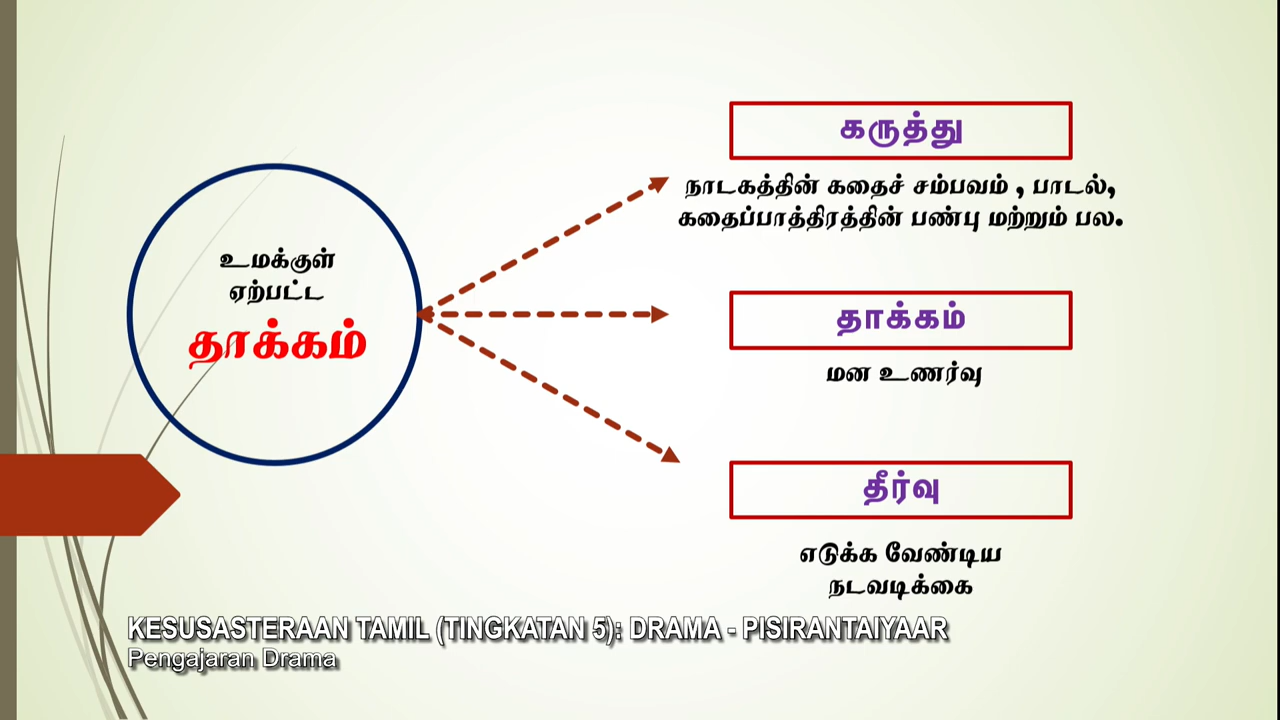 உமக்குள்
ஏற்பட்ட
தாக்கம்
கருத்து
நாடகத்தின் கதைச் சம்பவம் , பாடல்,
கதைப்பாத்திரத்தின் பண்பு மற்றும் பல.
தாக்கம்
மன உணர்வு
தீர்வு
எடுக்க வேண்டிய
நடவடிக்கை
KESUSASTERAAN TAMIL (TINGKATAN 5): DRAMA - PISIRANTAIYAAR
Pengajaran Drama